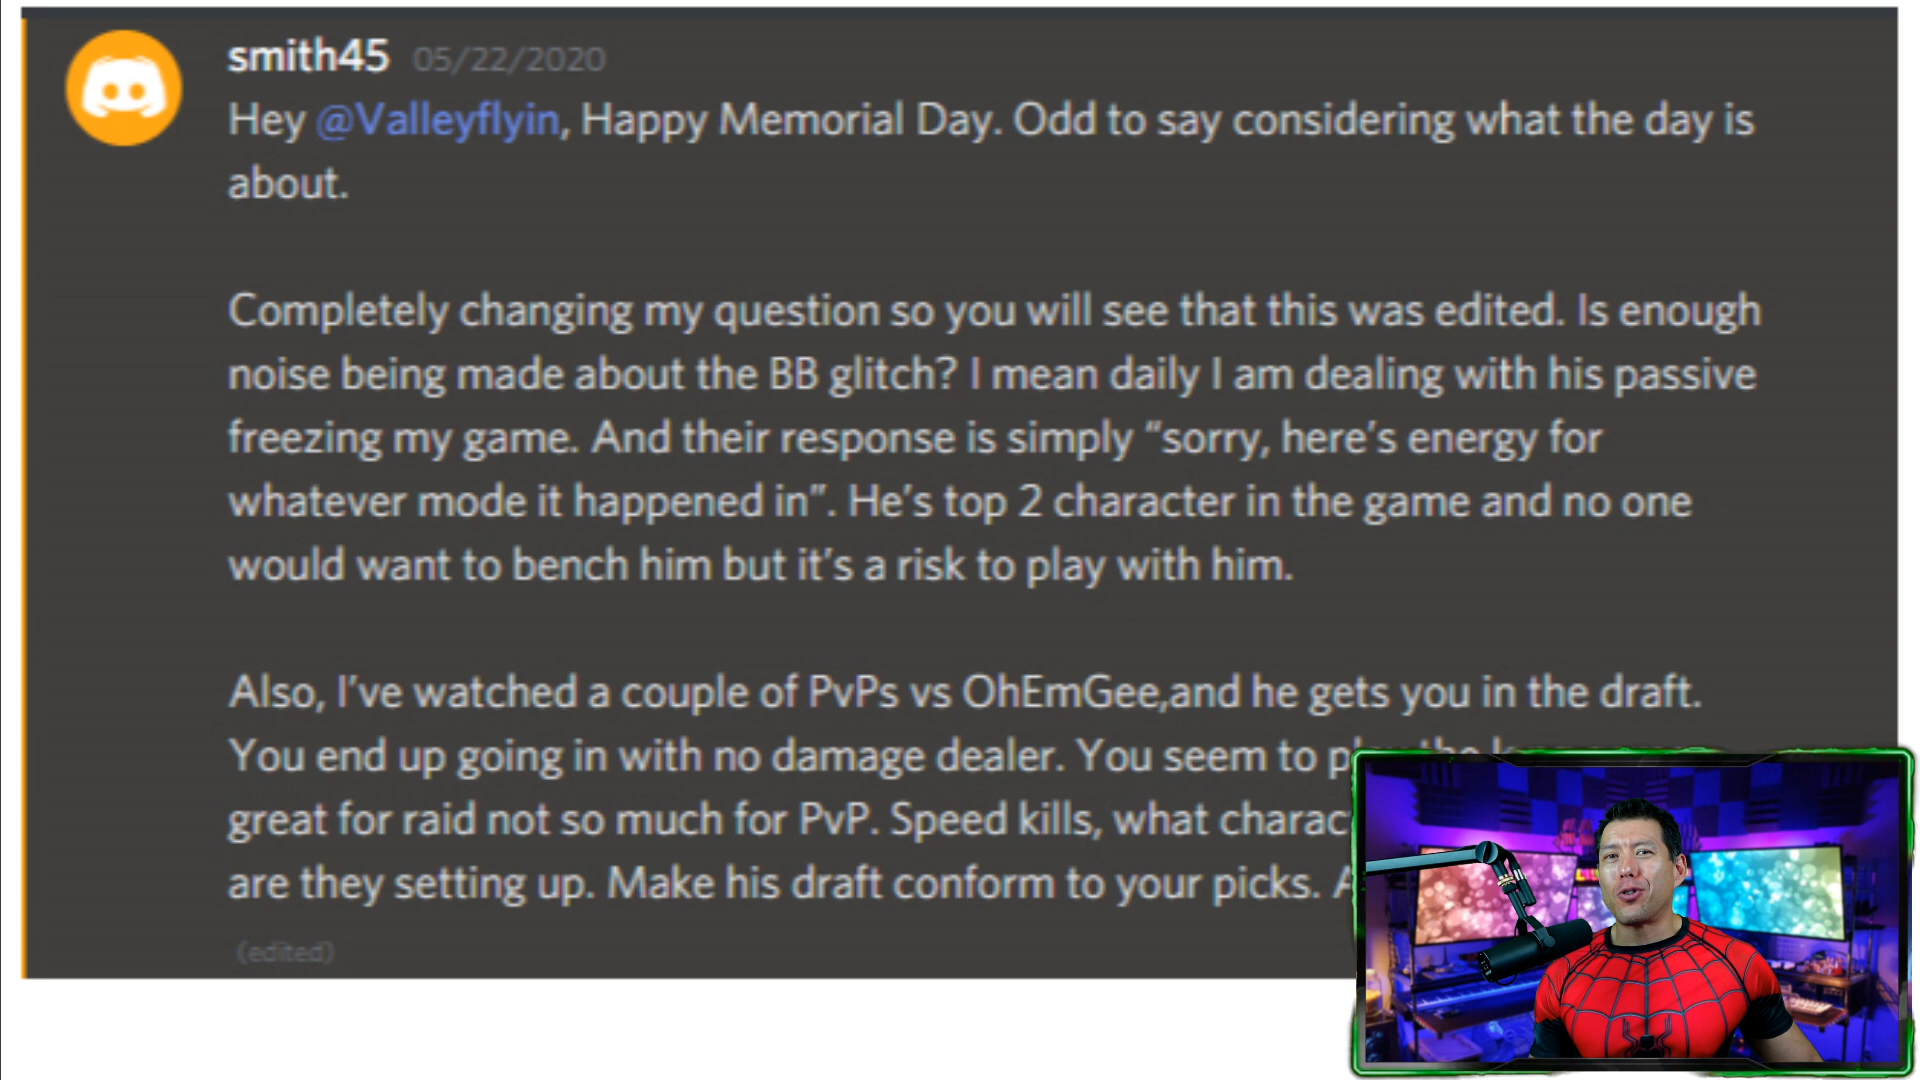 smith45 05/22/2020
Hey @Valleyflyin, Happy Memorial Day. Odd to say considering what the day is
about.
Completely changing my question so you will see that this was edited. Is enough
noise being made about the BB glitch? I mean daily I am dealing with his passive
freezing my game. And their response is simply "sorry, here's energy for
whatever mode it happened in". He's top 2 character in the game and no one
would want to bench him but it's a risk to play with him.
Also, I've watched a couple of PvPs vs OhEmGee,and he gets you in the draft.
You end up going in with no damage dealer. You seem to
great for raid not so much for PvP. Speed kills, what charac
are they setting up. Make his draft conform to your picks.
(edited)